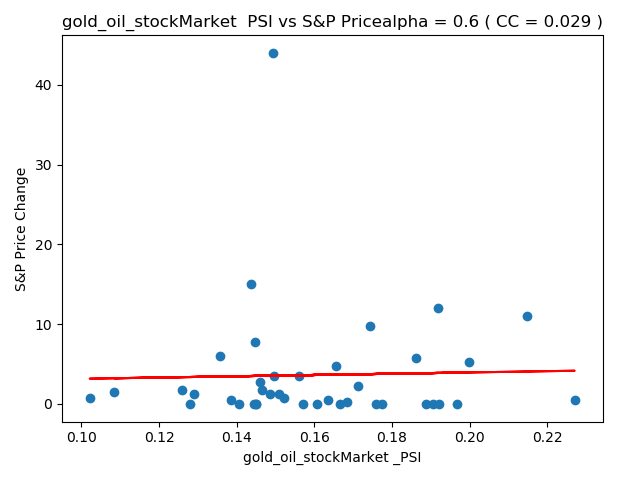 gold_oil_stockMarket  PSI vs S&P Pricealpha = 0.6 ( CC = 0.029 )
S&P Price Change
40
30
20
10
0
0.10 0.12 0.14 0.16 0.18 0.20 0.22
gold_oil_stockMarket _PSI